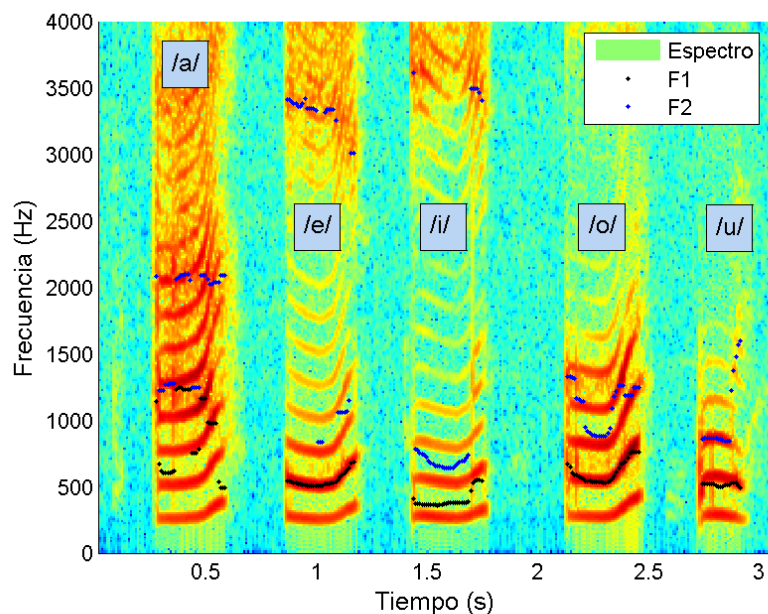 4000
3500
3000
2500
2000
1500
1000
500
0
Frecuencia (Hz)
/a/
/e/
/i/
/o/
/u/
Espectro
F1
F2
0.5
1
1.5
2
2.5
3
Tiempo (s)